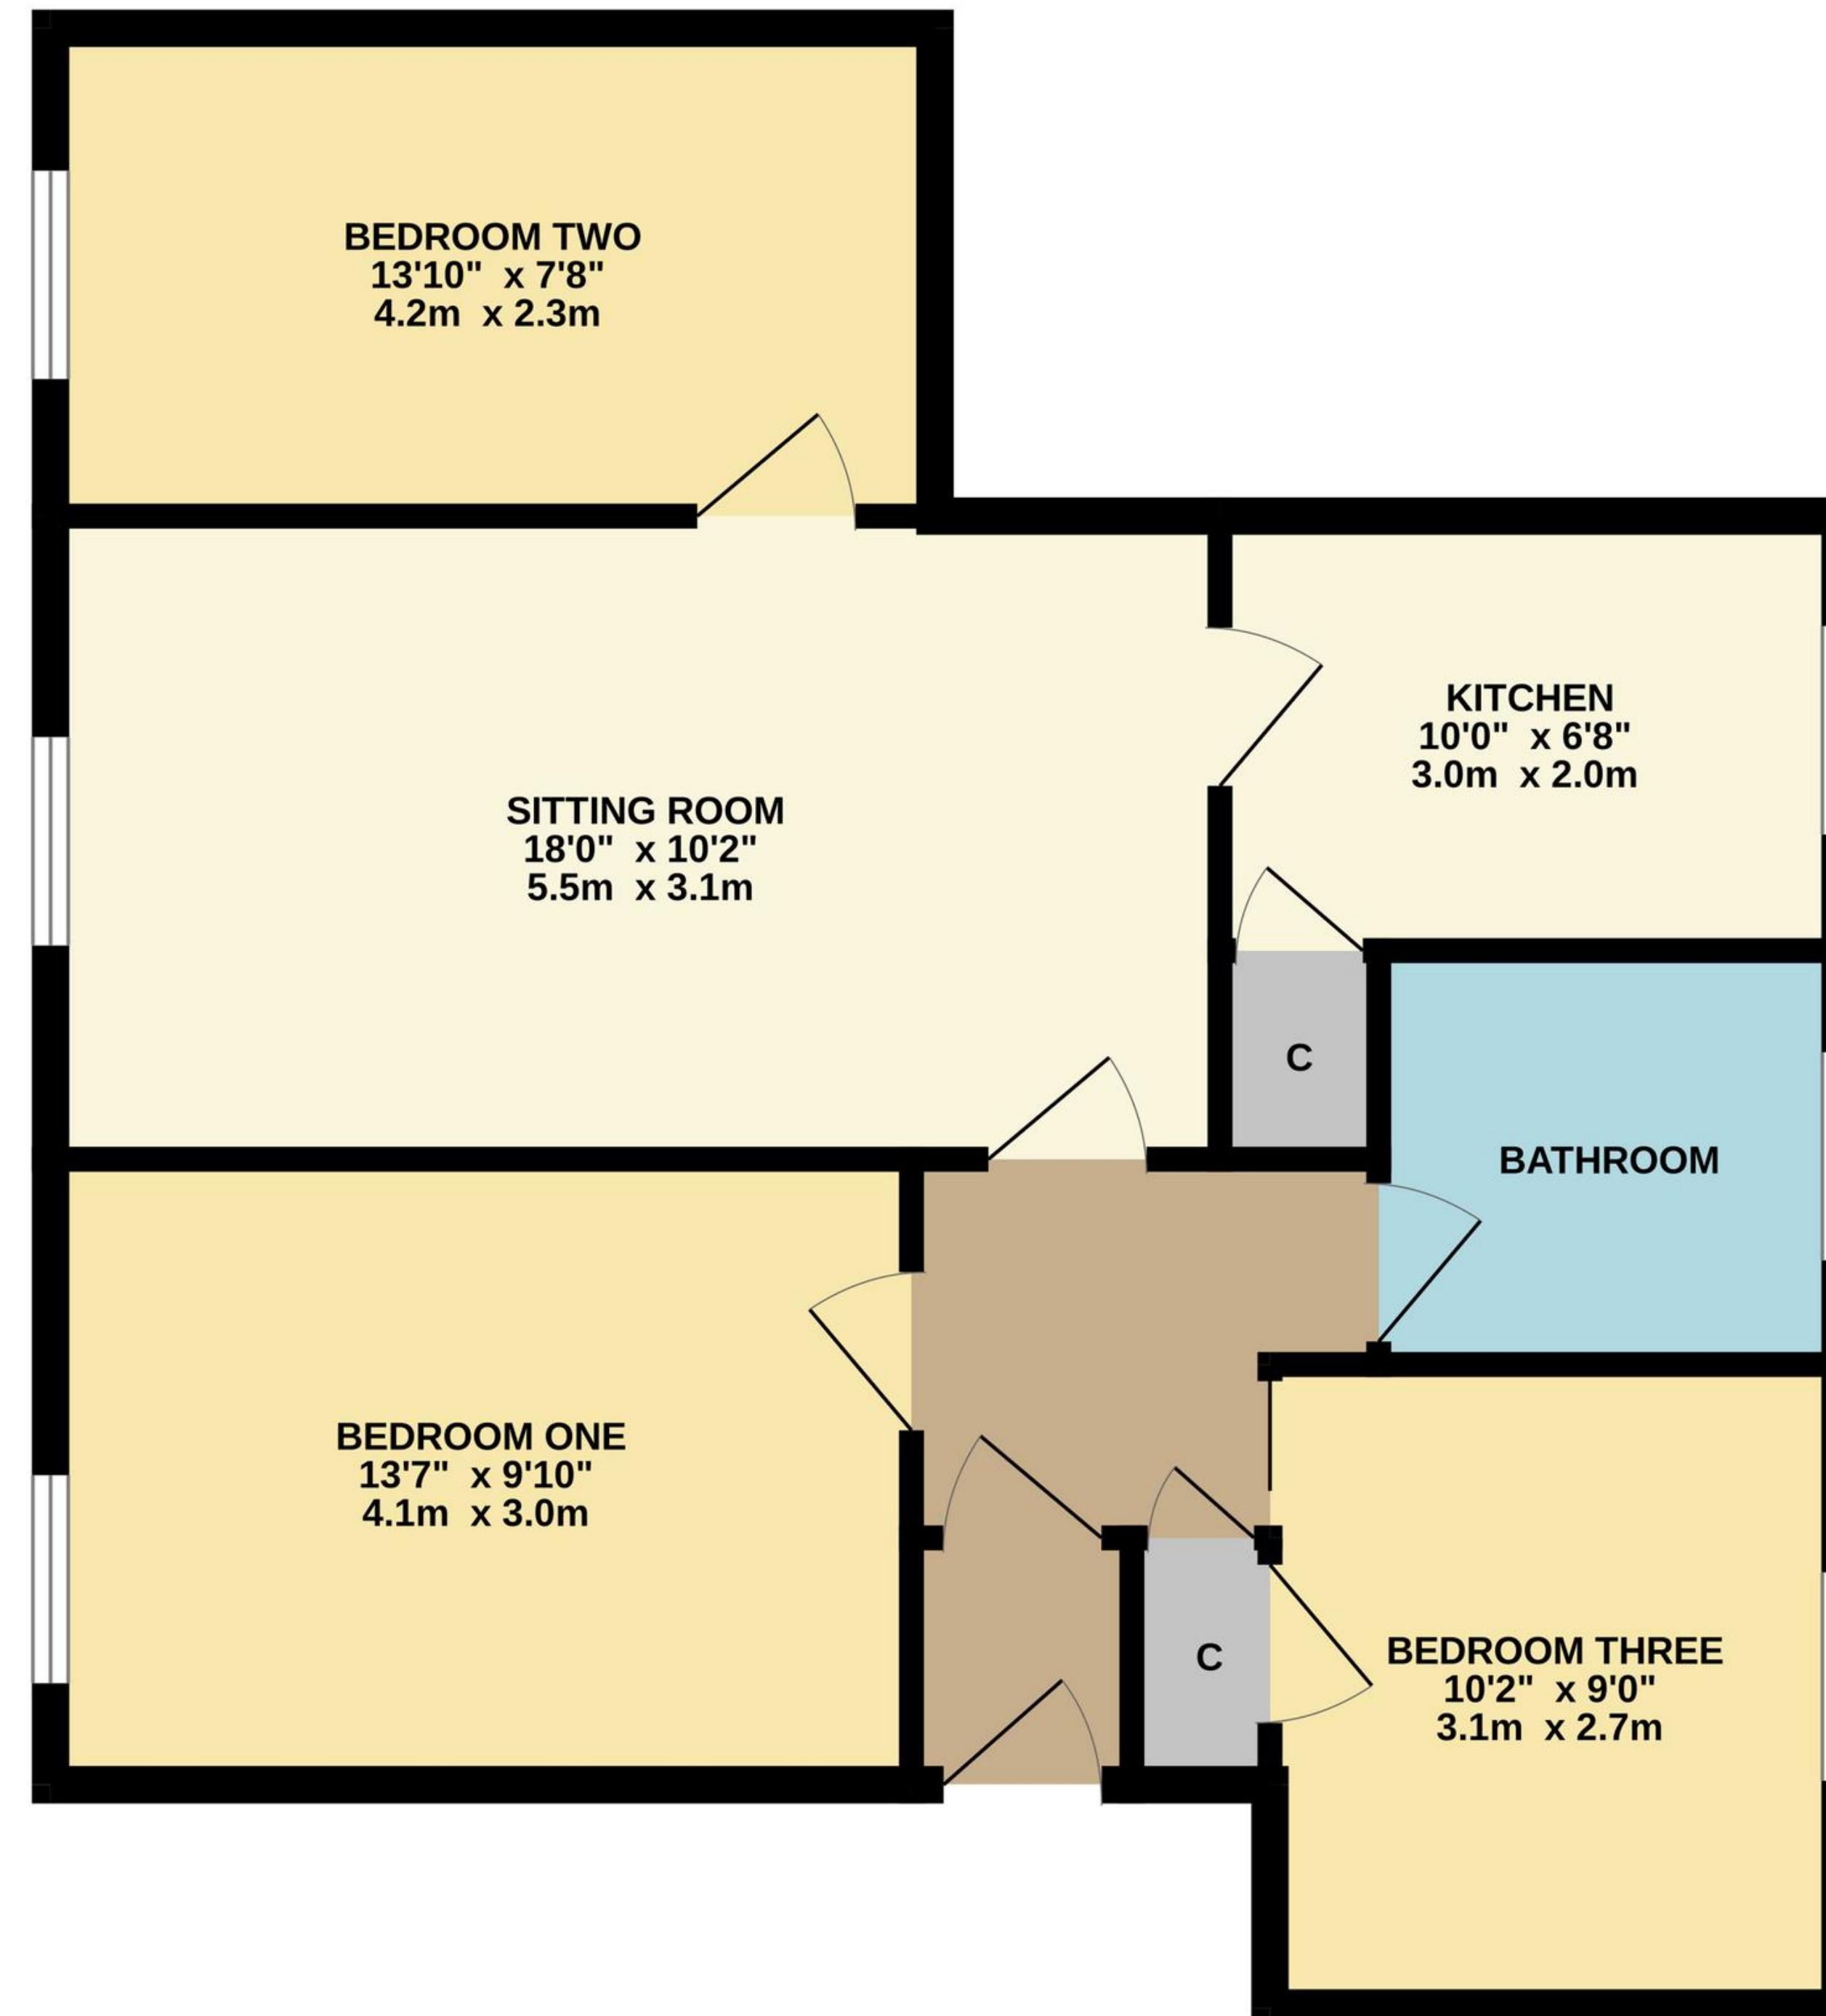 BEDROOM TWO
13'10" x 7'8"
4.2m x 2.3m
KITCHEN
10'0" x 6'8"
3.0m x 2.0m
SITTING ROOM
18'0" x 10'2"
5.5m x 3.1m
C
BATHROOM
BEDROOM ONE
13'7" x 9'10"
4.1m x 3.0m
C
BEDROOM THREE
10'2" x 9'0"
3.1m x 2.7m